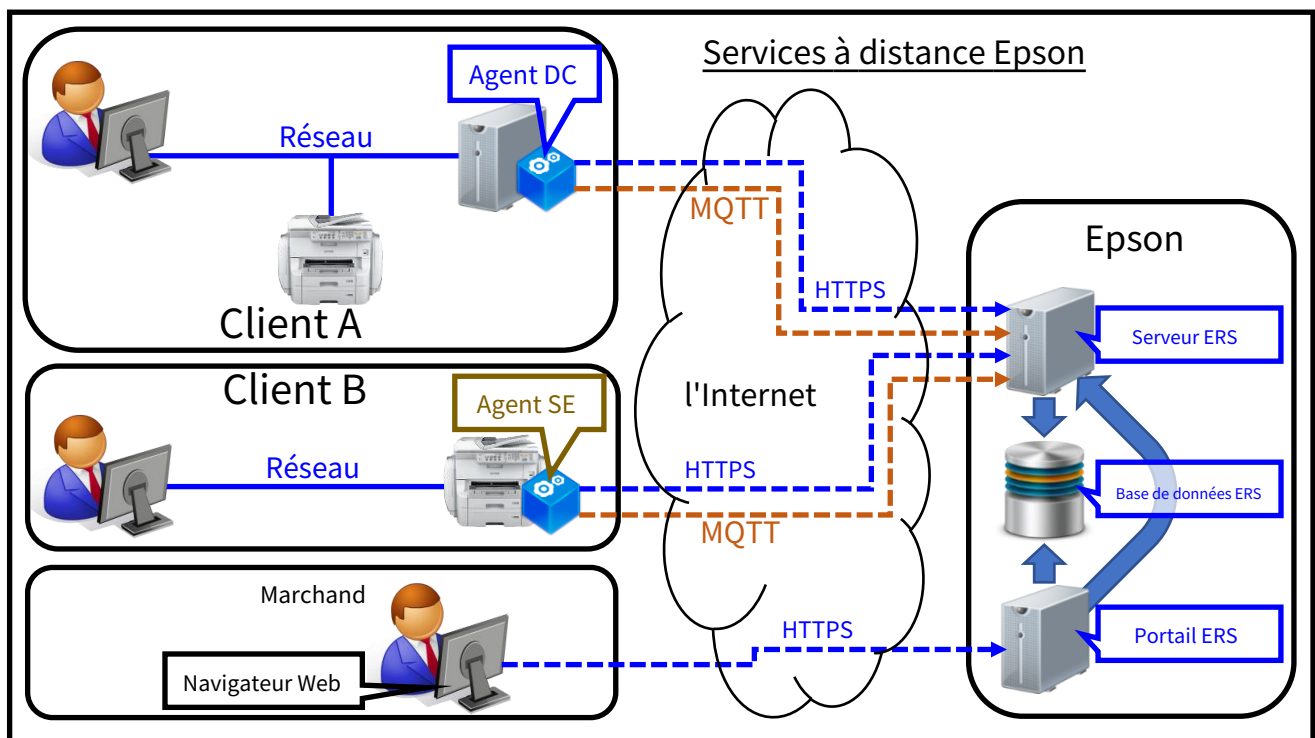 Services à distance Epson
Agent DC
Réseau
MQTT
HTTPS
Client A
Epson
Serveur ERS
Client B
Agent SE
Réseau
l'Internet
HTTPS
MQTT
Base de données ERS
Marchand
Navigateur Web
HTTPS
Portail ERS